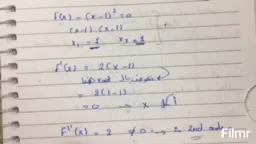 f(x) = (x-1)² = 0
(x-1) (x-1)
x₁ = 1   x₂ = 1
f'(x) = 2(x-1)
= 2(1-1)
= 0 → x
f''(x) = 2 ≠ 0 → 2nd
Filmr